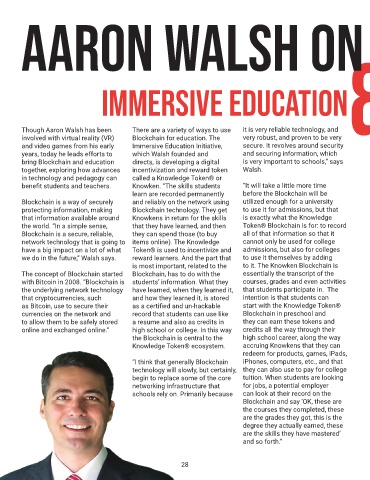 AARON WALSH ON
IMMERSIVE EDUCATION &
Though Aaron Walsh has been
involved with virtual reality (VR)
and video games from his early
years, today he leads efforts to
bring Blockchain and education
together, exploring how advances
in technology and pedagogy can
benefit students and teachers.
Blockchain is a way of securely
protecting information, making
that information available around
the world. "In a simple sense,
Blockchain is a secure, reliable,
network technology that is going to
have a big impact on a lot of what
we do in the future," Walsh says.
The concept of Blockchain started
with Bitcoin in 2008. "Blockchain is
the underlying network technology
that cryptocurrencies, such
as Bitcoin, use to secure their
currencies on the network and
to allow them to be safely stored
online and exchanged online."
There are a variety of ways to use
Blockchain for education. The
Immersive Education Initiative,
which Walsh founded and
directs, is developing a digital
incentivization and reward token
called a Knowledge Token® or
Knowken. "The skills students
learn are recorded permanently
and reliably on the network using
Blockchain technology. They get
Knowkens in return for the skills
that they have learned, and then
they can spend those (to buy
items online). The Knowledge
Token® is used to incentivize and
reward learners. And the part that
is most important, related to the
Blockchain, has to do with the
students' information. What they
have learned, when they learned it,
and how they learned it, is stored
as a certified and un-hackable
record that students can use like
a resume and also as credits in
high school or college. In this way
the Blockchain is central to the
Knowledge Token® ecosystem.
"I think that generally Blockchain
technology will slowly, but certainly,
begin to replace some of the core
networking infrastructure that
schools rely on. Primarily because
it is very reliable technology, and
very robust, and proven to be very
secure. It revolves around security
and securing information, which
is very important to schools," says
Walsh.
"It will take a little more time
before the Blockchain will be
utilized enough for a university
to use it for admissions, but that
is exactly what the Knowledge
Token® Blockchain is for: to record
all of that information so that it
cannot only be used for college
admissions, but also for colleges
to use it themselves by adding
to it. The Knowken Blockchain is
essentially the transcript of the
courses, grades and even activities
that students participate in. The
intention is that students can
start with the Knowledge Token®
Blockchain in preschool and
they can earn these tokens and
credits all the way through their
high school career, along the way
accruing Knowkens that they can
redeem for products, games, iPads,
iPhones, computers, etc., and that
they can also use to pay for college
tuition. When students are looking
for jobs, a potential employer
can look at their record on the
Blockchain and say 'OK, these are
the courses they completed, these
are the grades they got, this is the
degree they actually earned, these
are the skills they have mastered'
and so forth."
28